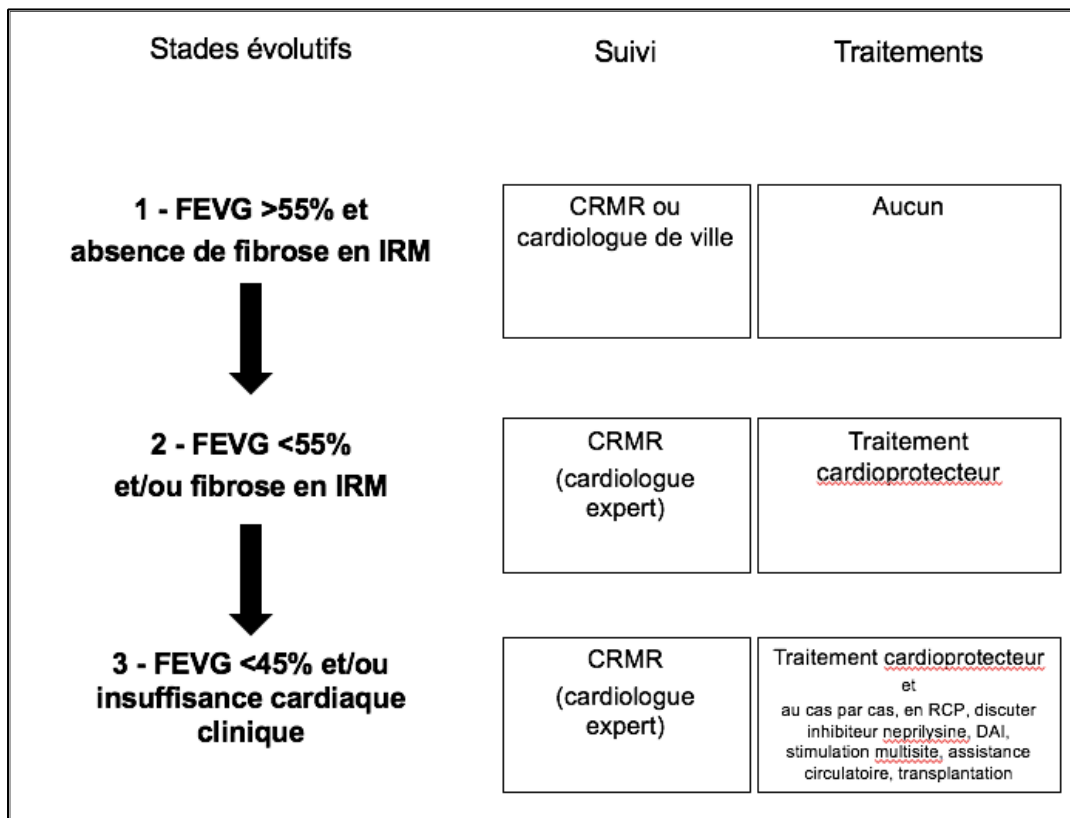 Stades évolutifs
Suivi
Traitements
1 - FEVG >55% et
absence de fibrose en IRM
CRMR ou
cardiologue de ville
Aucun
2 - FEVG <55%
et/ou fibrose en IRM
CRMR
(cardiologue
expert)
Traitement
cardioprotecteur
3 - FEVG <45% et/ou
insuffisance cardiaque
clinique
CRMR
(cardiologue
expert)
Traitement cardioprotecteur
et
au cas par cas, en RCP, discuter
inhibiteur neprilysine, DAI,
stimulation multisite, assistance
circulatoire, transplantation